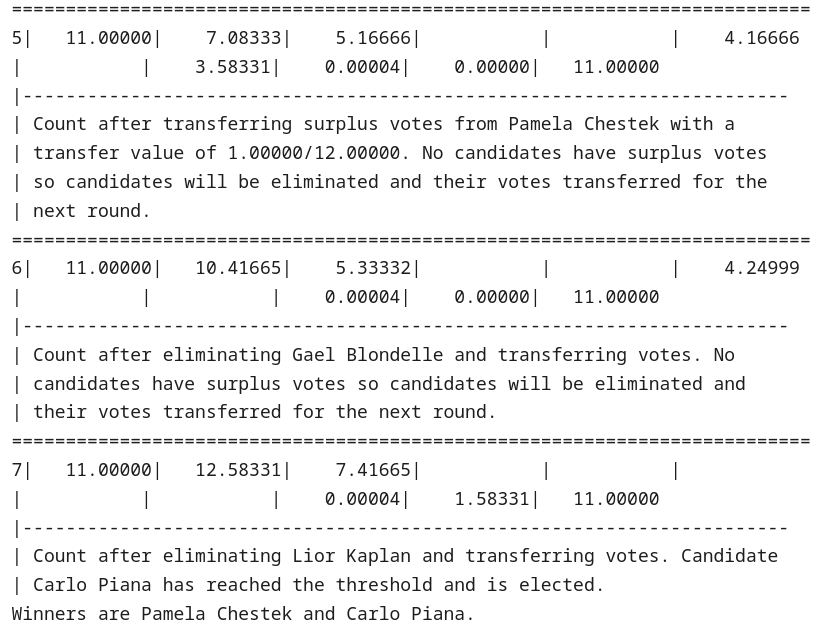 ==========================================================================
5|   11.00000|    7.08333|    5.16666|           |           |    4.16666
|           |    3.58331|    0.00004|    0.00000|   11.00000
|-----------------------------------------------------------------------
| Count after transferring surplus votes from Pamela Chestek with a
| transfer value of 1.00000/12.00000. No candidates have surplus votes
| so candidates will be eliminated and their votes transferred for the
| next round.
==========================================================================
6|   11.00000|   10.41665|    5.33332|           |           |    4.24999
|           |           |    0.00004|    0.00000|   11.00000
|-----------------------------------------------------------------------
| Count after eliminating Gael Blondelle and transferring votes. No
| candidates have surplus votes so candidates will be eliminated and
| their votes transferred for the next round.
==========================================================================
7|   11.00000|   12.58331|    7.41665|           |           |
|           |           |    0.00004|    1.58331|   11.00000
|-----------------------------------------------------------------------
| Count after eliminating Lior Kaplan and transferring votes. Candidate
| Carlo Piana has reached the threshold and is elected.
Winners are Pamela Chestek and Carlo Piana.